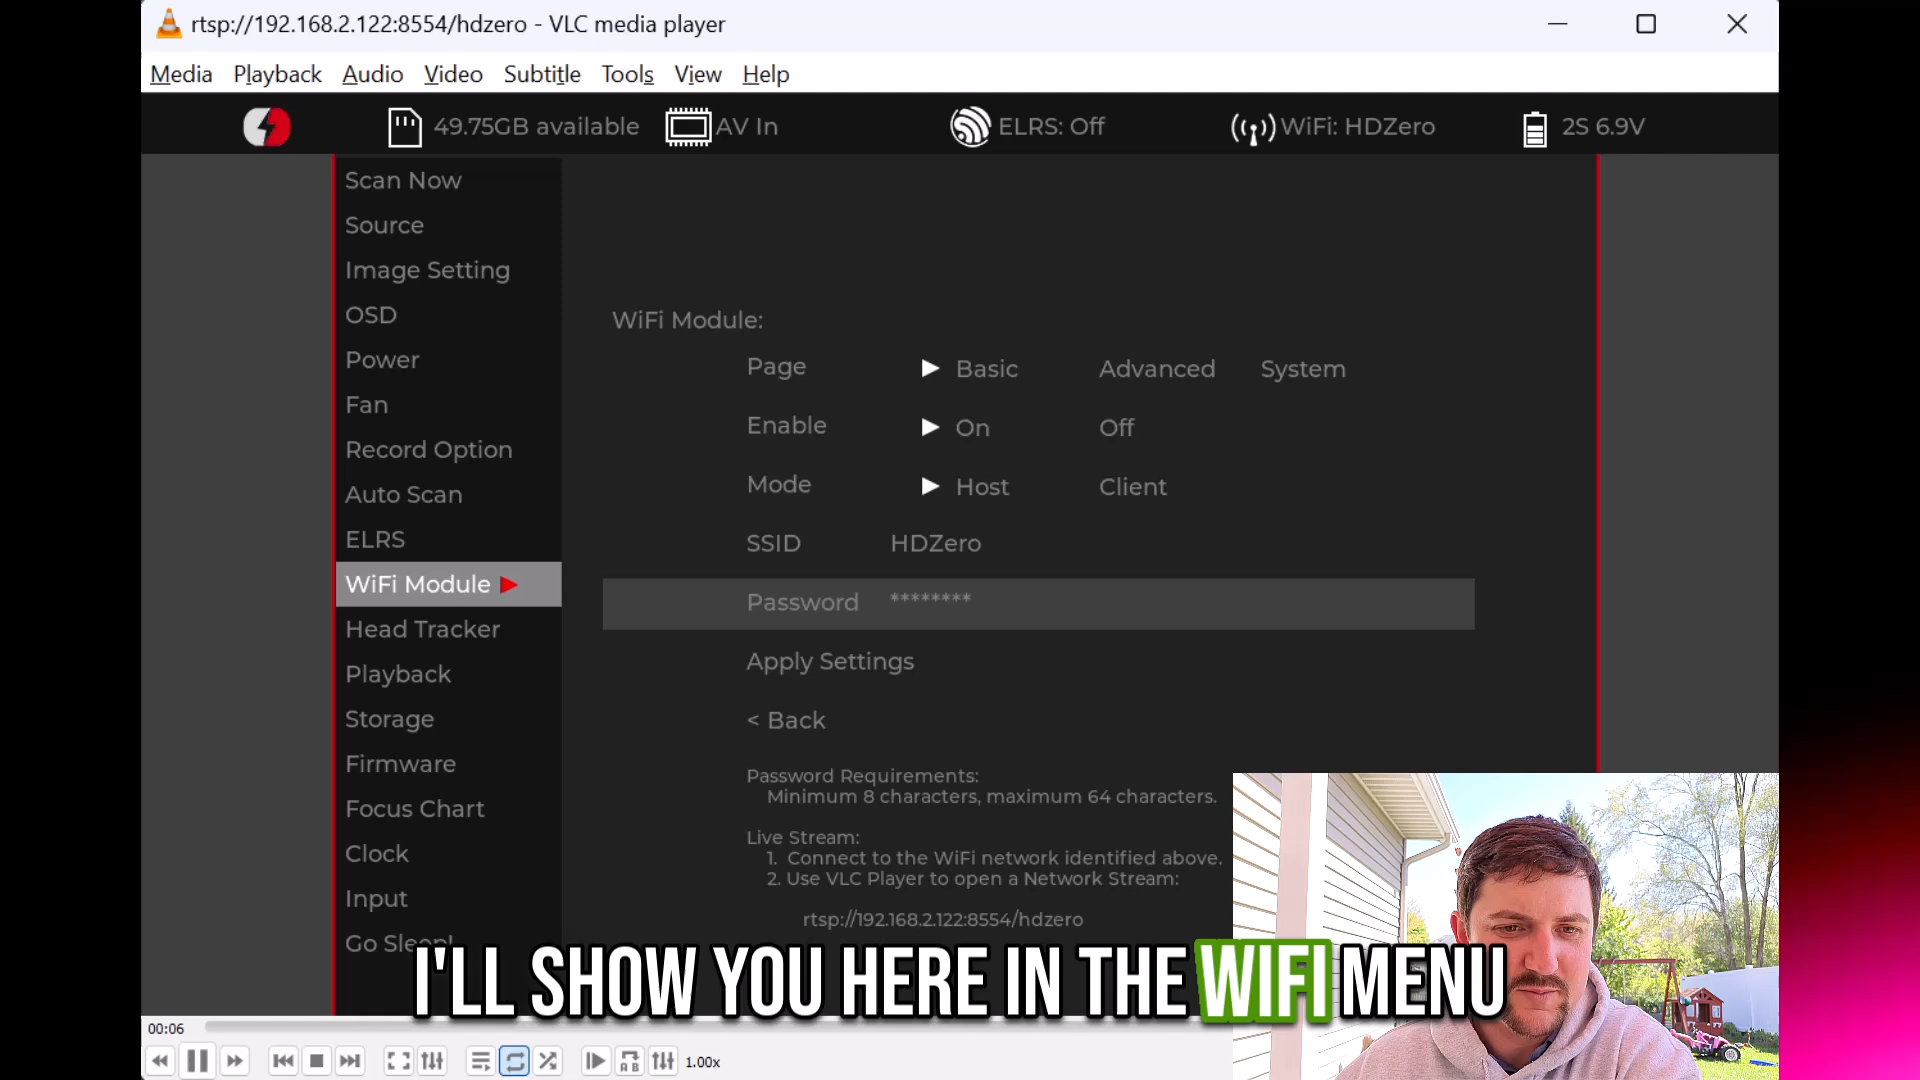 rtsp://192.168.2.122:8554/hdzero - VLC media player
Media Playback Audio Video Subtitle Tools View Help
49.75GB available AV In ELRS: Off WiFi: HDZero 2S 6.9V
Scan Now
Source
Image Setting
OSD
Power
Fan
Record Option
Auto Scan
ELRS
WiFi Module
Head Tracker
Playback
Storage
Firmware
Focus Chart
Clock
Input
Go Sleep!
WiFi Module:
Page Basic Advanced System
Enable On Off
Mode Host Client
SSID HDZero
Password ********
Apply Settings
< Back
Password Requirements:
Minimum 8 characters, maximum 64 characters.
Live Stream:
1. Connect to the WiFi network identified above.
2. Use VLC Player to open a Network Stream:
rtsp://192.168.2.122:8554/hdzero
I'LL SHOW YOU HERE IN THE WIFI MENU
00:06
1.00x